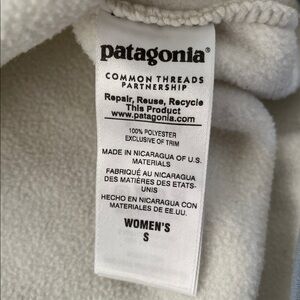 patagonia®
COMMON THREADS
PARTNERSHIP
Repair, Reuse, Recycle
This Product
www.patagonia.com
100% POLYESTER
EXCLUSIVE OF TRIM
MADE IN NICARAGUA OF U.S.
MATERIALS
FABRIQUÉ AU NICARAGUA
DES MATIÈRES DES ETATS-
UNIS
HECHO EN NICARAGUA CON
MATERIALES DE EE.UU.
WOMEN'S
S